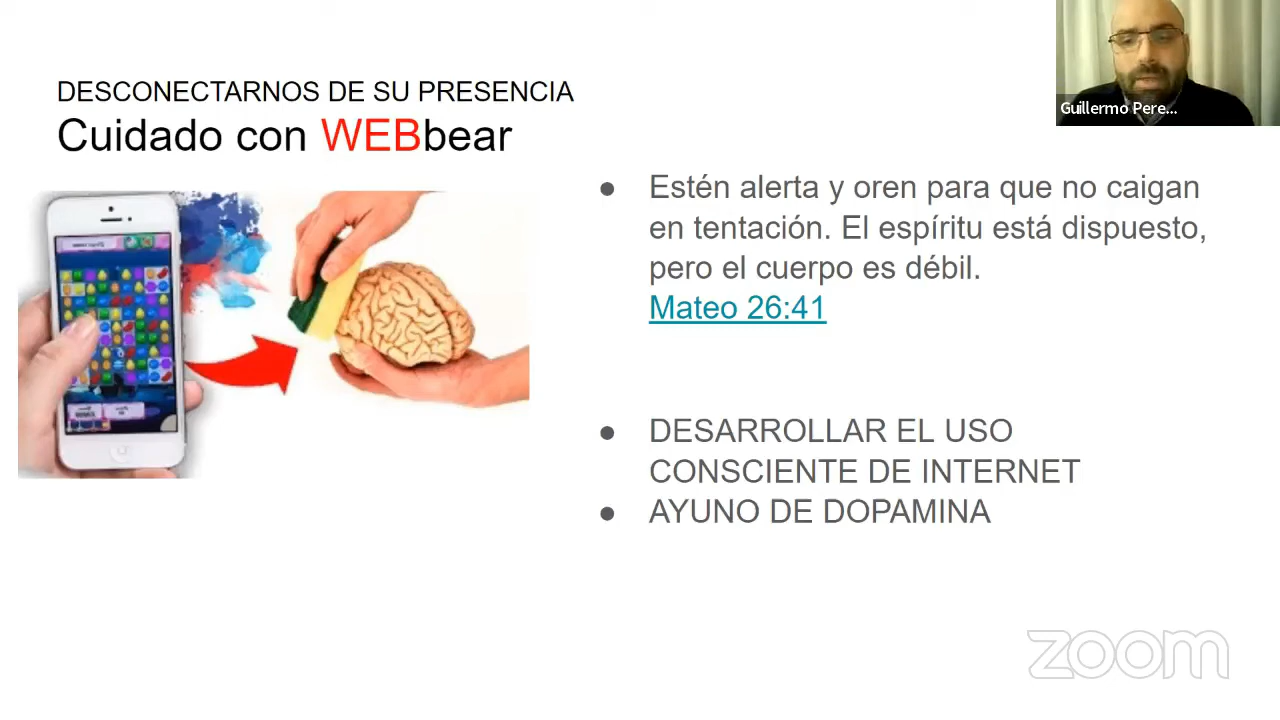 DESCONECTARNOS DE SU PRESENCIA
Cuidado con WEBbear
Guillermo Pere...
● Estén alerta y oren para que no caigan
en tentación. El espíritu está dispuesto,
pero el cuerpo es débil.
Mateo 26:41
● DESARROLLAR EL USO
CONSCIENTE DE INTERNET
● AYUNO DE DOPAMINA
zoom